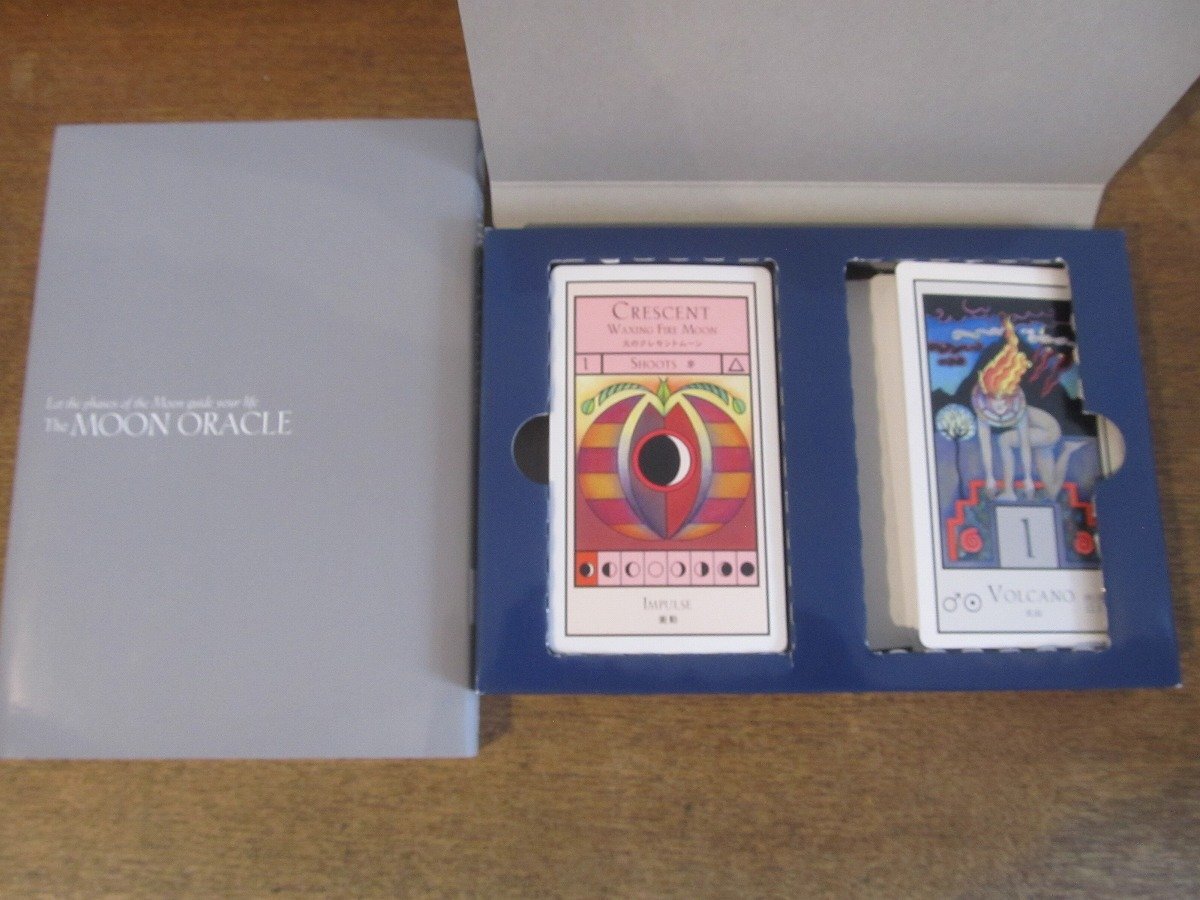 Let the phases of the Moon guide your life
The MOON ORACLE
CRESCENT
WAXING FIRE MOON
火のクレセントムーン
1 SHOOTS 芽
IMPULSE
衝動
1
VOLCANO